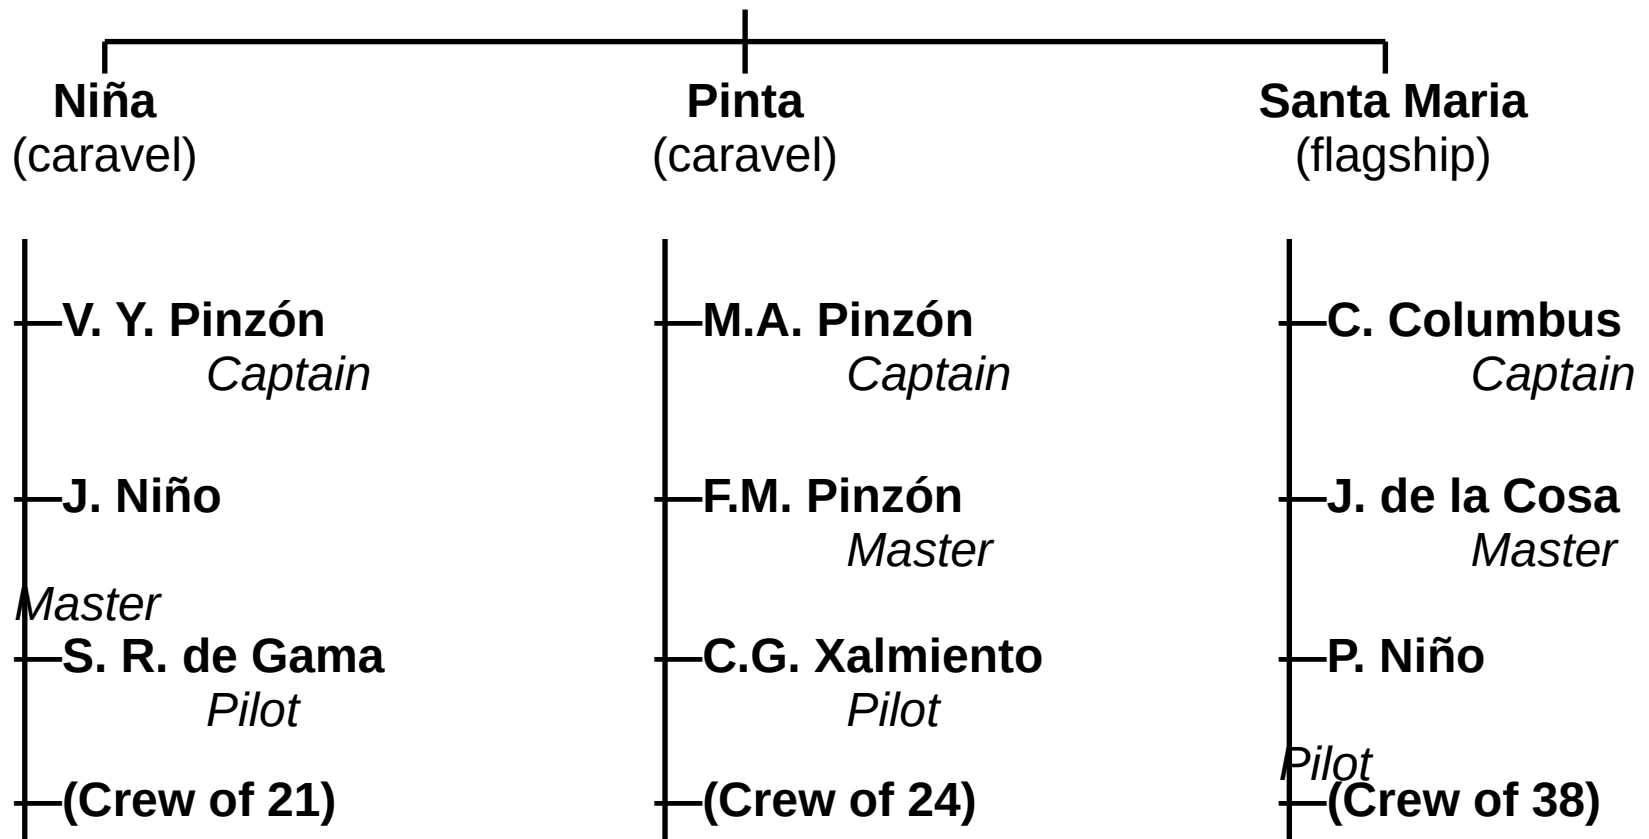 Niña
(caravel)
V. Y. Pinzón
Captain
J. Niño
Master
S. R. de Gama
Pilot
(Crew of 21)
Pinta
(caravel)
M.A. Pinzón
Captain
F.M. Pinzón
Master
C.G. Xalmiento
Pilot
(Crew of 24)
Santa Maria
(flagship)
C. Columbus
Captain
J. de la Cosa
Master
P. Niño
Pilot
(Crew of 38)